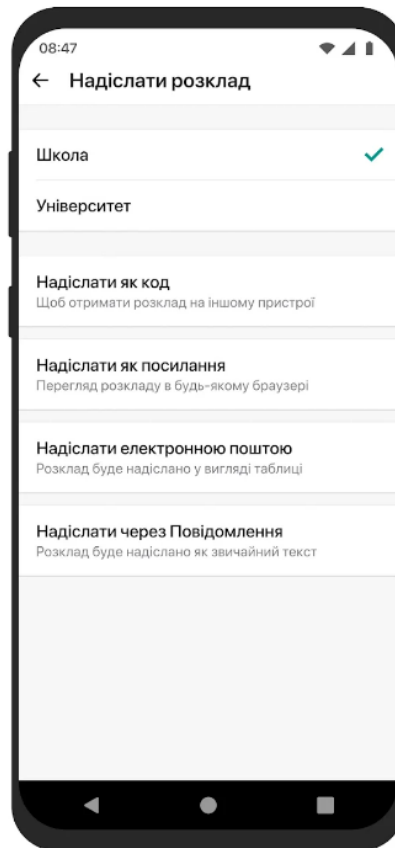 08:47
Надіслати розклад
Школа
Університет
Надіслати як код
Щоб отримати розклад на іншому пристрої
Надіслати як посилання
Перегляд розкладу в будь-якому браузері
Надіслати електронною поштою
Розклад буде надіслано у вигляді таблиці
Надіслати через Повідомлення
Розклад буде надіслано як звичайний текст